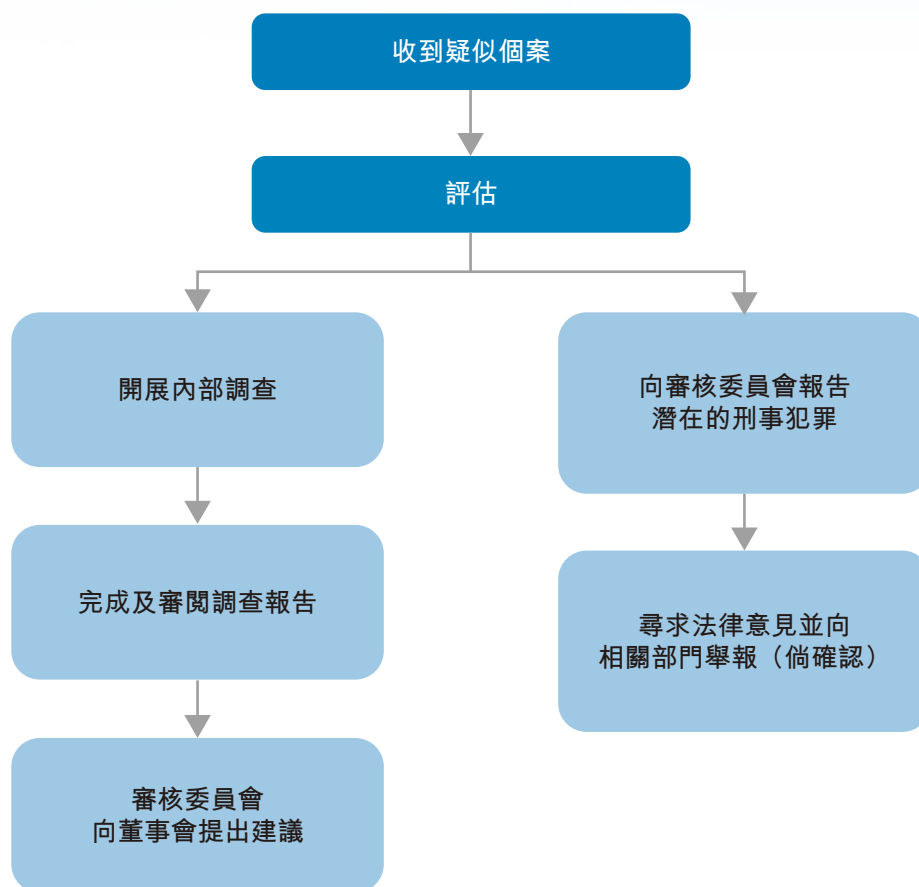 收到疑似個案
評估
開展內部調查
完成及審閱調查報告
審核委員會
向董事會提出建議
向審核委員會報告
潛在的刑事犯罪
尋求法律意見並向
相關部門舉報（倘確認）